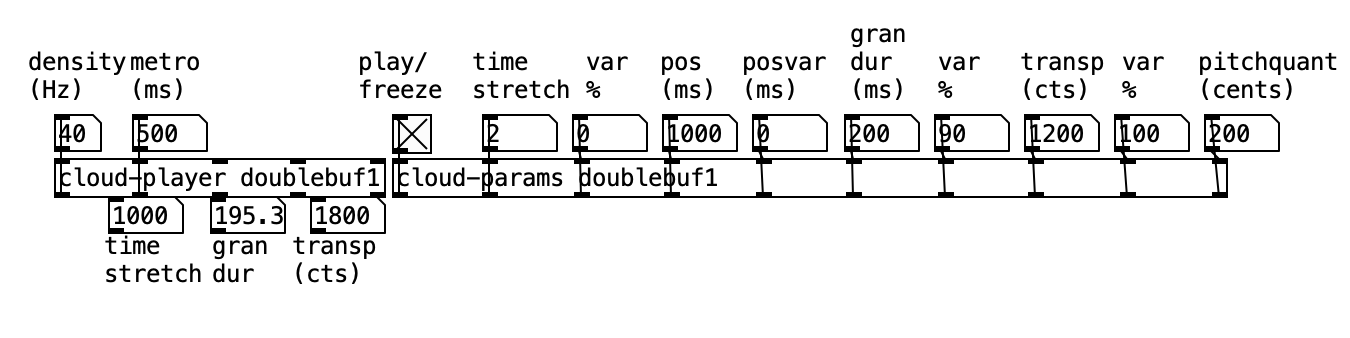 gran
density metro play/ time var pos posvar dur var transp var pitchquant
(Hz) (ms) freeze stretch % (ms) (ms) (ms) % (cts) % (cents)
40 500 2 0 1000 0 200 90 1200 100 200
cloud-player doublebuf1 cloud-params doublebuf1
1000 195.3 1800
time gran transp
stretch dur (cts)